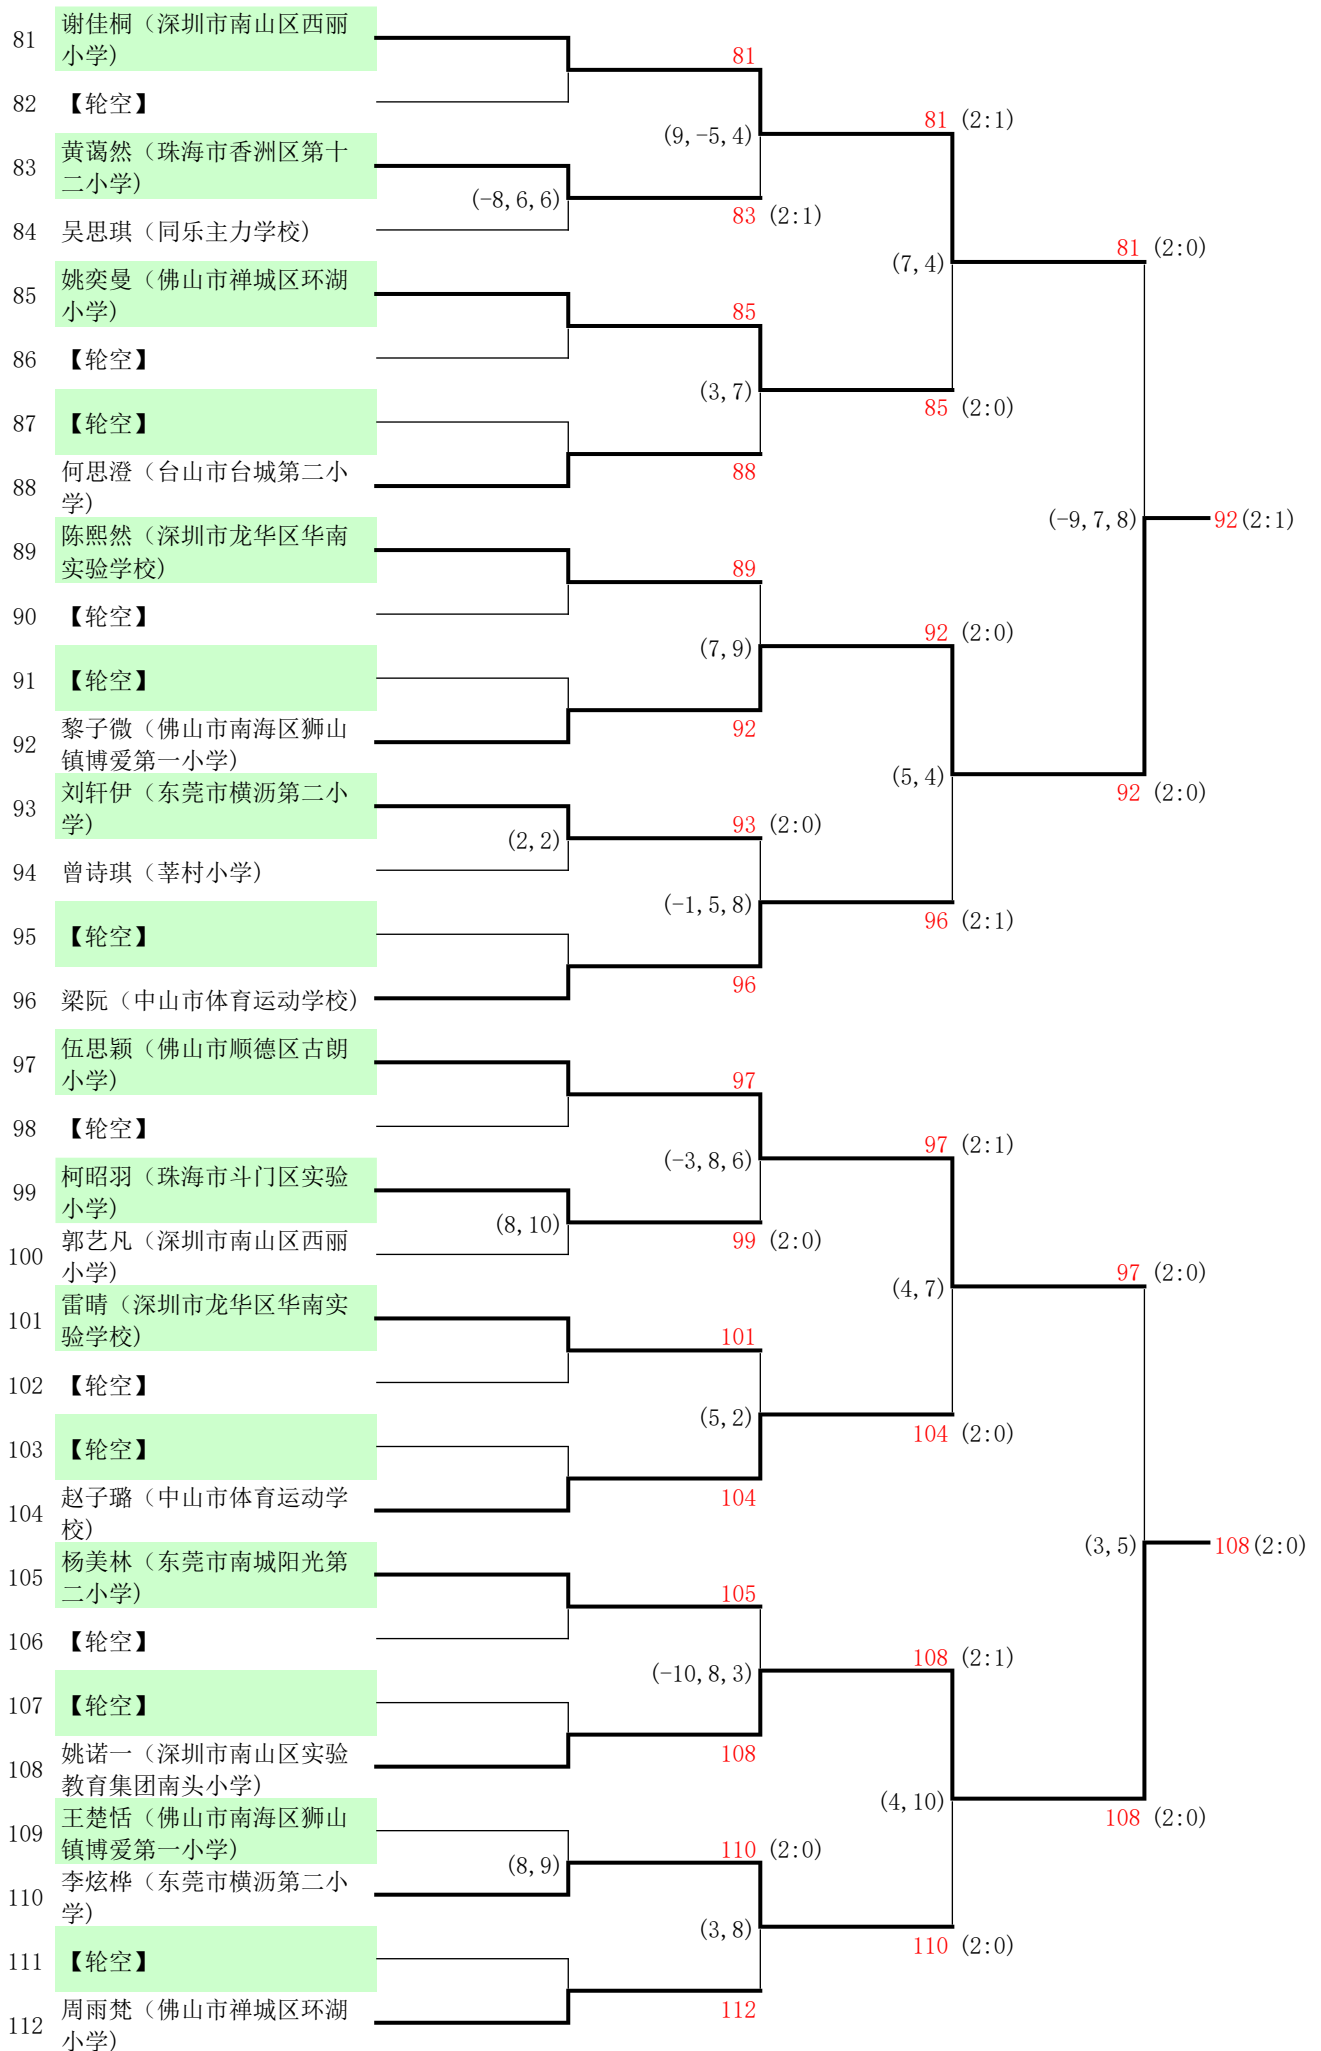 谢佳桐（深圳市南山区西丽
81
小学）
81
82 【轮空】
81 (2:1)
(9,-5,4)
黄蔼然（珠海市香洲区第十
83
二小学）
(-8,6,6)
83 (2:1)
84 吴思琪（同乐主力学校）
81 (2:0)
(7,4)
姚奕曼（佛山市禅城区环湖
85
小学）
85
86 【轮空】
(3,7)
85 (2:0)
87 【轮空】
何思澄（台山市台城第二小
88
88
学）
(-9,7,8)
92(2:1)
陈熙然（深圳市龙华区华南
89
实验学校）
89
90 【轮空】
92 (2:0)
(7,9)
91 【轮空】
黎子微（佛山市南海区狮山
92
92
镇博爱第一小学）
(5,4)
92 (2:0)
刘轩伊（东莞市横沥第二小
93
学）
93 (2:0)
(2,2)
94 曾诗琪（莘村小学）
(-1,5,8)
96 (2:1)
95 【轮空】
96
96 梁阮（中山市体育运动学校）
伍思颖（佛山市顺德区古朗
97
小学）
97
98 【轮空】
97 (2:1)
(-3,8,6)
柯昭羽（珠海市斗门区实验
99
小学）
(8,10)
99 (2:0)
郭艺凡（深圳市南山区西丽
100
小学）
97 (2:0)
(4,7)
雷晴（深圳市龙华区华南实
101
验学校）
101
102 【轮空】
(5,2)
104 (2:0)
103 【轮空】
赵子璐（中山市体育运动学
104
104
校）
(3,5)
108(2:0)
杨美林（东莞市南城阳光第
105
二小学）
105
106 【轮空】
108 (2:1)
(-10,8,3)
107 【轮空】
姚诺一（深圳市南山区实验
108
108
教育集团南头小学）
(4,10)
108 (2:0)
王楚恬（佛山市南海区狮山
109
镇博爱第一小学）
110 (2:0)
(8,9)
李炫桦（东莞市横沥第二小
110
学）
(3,8)
110 (2:0)
111 【轮空】
周雨梵（佛山市禅城区环湖
112
112
小学）